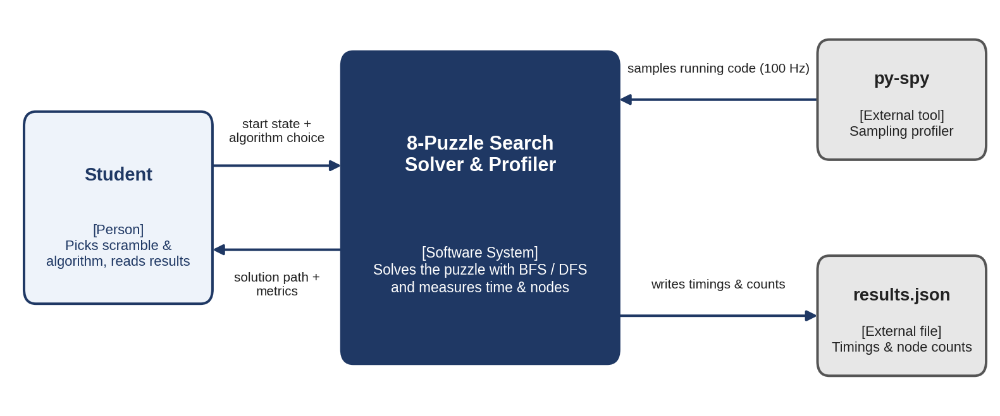 Student
[Person]
Picks scramble &
algorithm, reads results
start state +
algorithm choice
solution path +
metrics
8-Puzzle Search
Solver & Profiler
[Software System]
Solves the puzzle with BFS / DFS
and measures time & nodes
samples running code (100 Hz)
py-spy
[External tool]
Sampling profiler
writes timings & counts
results.json
[External file]
Timings & node counts